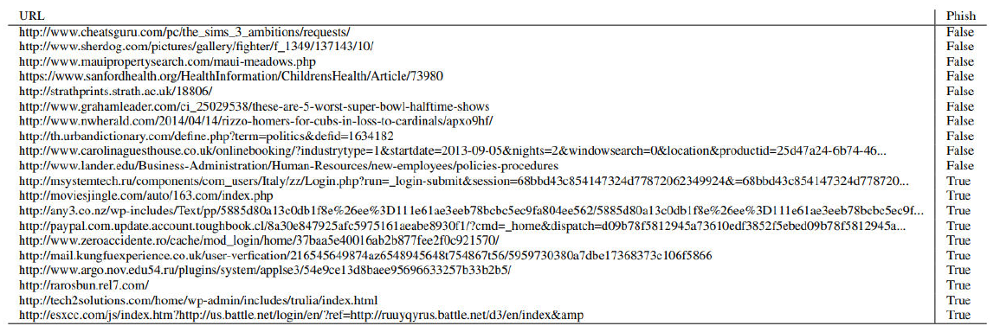 URL Phish
http://www.cheatsguru.com/pc/the_sims_3_ambitions/requests/ False
http://www.sherdog.com/pictures/gallery/fighter/f_1349/137143/10/ False
http://www.mauipropertysearch.com/maui-meadows.php False
https://www.sanfordhealth.org/HealthInformation/ChildrensHealth/Article/73980 False
http://strathprints.strath.ac.uk/18806/ False
http://www.grahamleader.com/ci_25029538/these-are-5-worst-super-bowl-halftime-shows False
http://www.nwherald.com/2014/04/14/rizzo-homers-for-cubs-in-loss-to-cardinals/apxo9hf/ False
http://th.urbandictionary.com/define.php?term=politics&defid=1634182 False
http://www.carolinaguesthouse.co.uk/onlinebooking/?industrytype=1&startdate=2013-09-05&nights=2&windowsearch=0&location&productid=25d47a24-6b74-46... False
http://www.lander.edu/Business-Administration/Human-Resources/new-employees/policies-procedures False
http://msystemtech.ru/components/com_users/Italy/zz/Login.php?run=_login-submit&session=68bbd43c854147324d77872062349924&=68bbd43c854147324d778720... True
http://moviesjingle.com/auto/163.com/index.php True
http://any3.co.nz/wp-includes/Text/pp/5885d80a13c0db1f8e%26ee%3D111e61ae3eeb78bcbc5ec9fa804ee562/5885d80a13c0db1f8e%26ee%3D111e61ae3eeb78bcbc5ec9f... True
http://paypal.com.update.account.toughbook.cl/8a30e847925afc5975161aeabe8930f1/?cmd=_home&dispatch=d09b78f5812945a73610edf3852f5ebed09b78f5812945a... True
http://www.zeroaccidente.ro/cache/mod_login/home/37baa5e40016ab2b877fee2f0c921570/ True
http://mail.kungfuexperience.co.uk/user-verfication/216545649874az6548945648t754867t56/5959730380a7dbe17368373c106f5866 True
http://www.argo.nov.edu54.ru/plugins/system/applse3/54e9ce13d8baee95696633257b33b2b5/ True
http://rarosbun.rel7.com/ True
http://tech2solutions.com/home/wp-admin/includes/trulia/index.html True
http://esxcc.com/js/index.htm?http://us.battle.net/login/en/?ref=http://ruuyqyrus.battle.net/d3/en/index&amp True